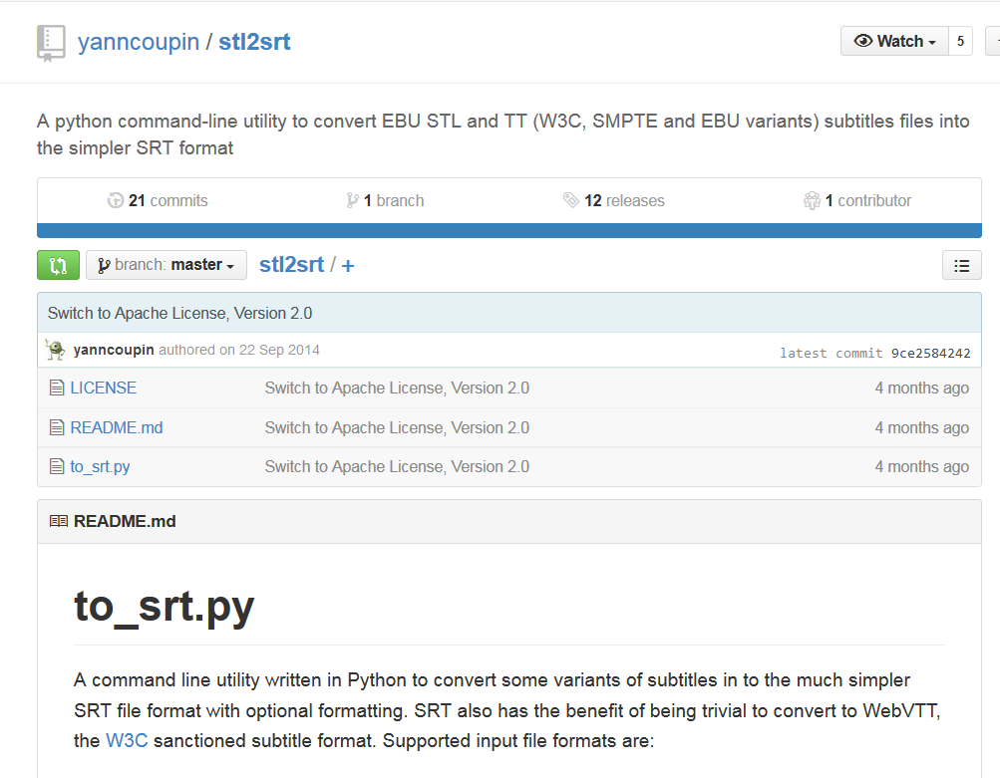 yanncoupin / stl2srt
Watch 5
A python command-line utility to convert EBU STL and TT (W3C, SMPTE and EBU variants) subtitles files into
the simpler SRT format
21 commits 1 branch 12 releases 1 contributor
branch: master stl2srt / +
Switch to Apache License, Version 2.0
yanncoupin authored on 22 Sep 2014 latest commit 9ce2584242
LICENSE Switch to Apache License, Version 2.0 4 months ago
README.md Switch to Apache License, Version 2.0 4 months ago
to_srt.py Switch to Apache License, Version 2.0 4 months ago
README.md
to_srt.py
A command line utility written in Python to convert some variants of subtitles in to the much simpler
SRT file format with optional formatting. SRT also has the benefit of being trivial to convert to WebVTT,
the W3C sanctioned subtitle format. Supported input file formats are: